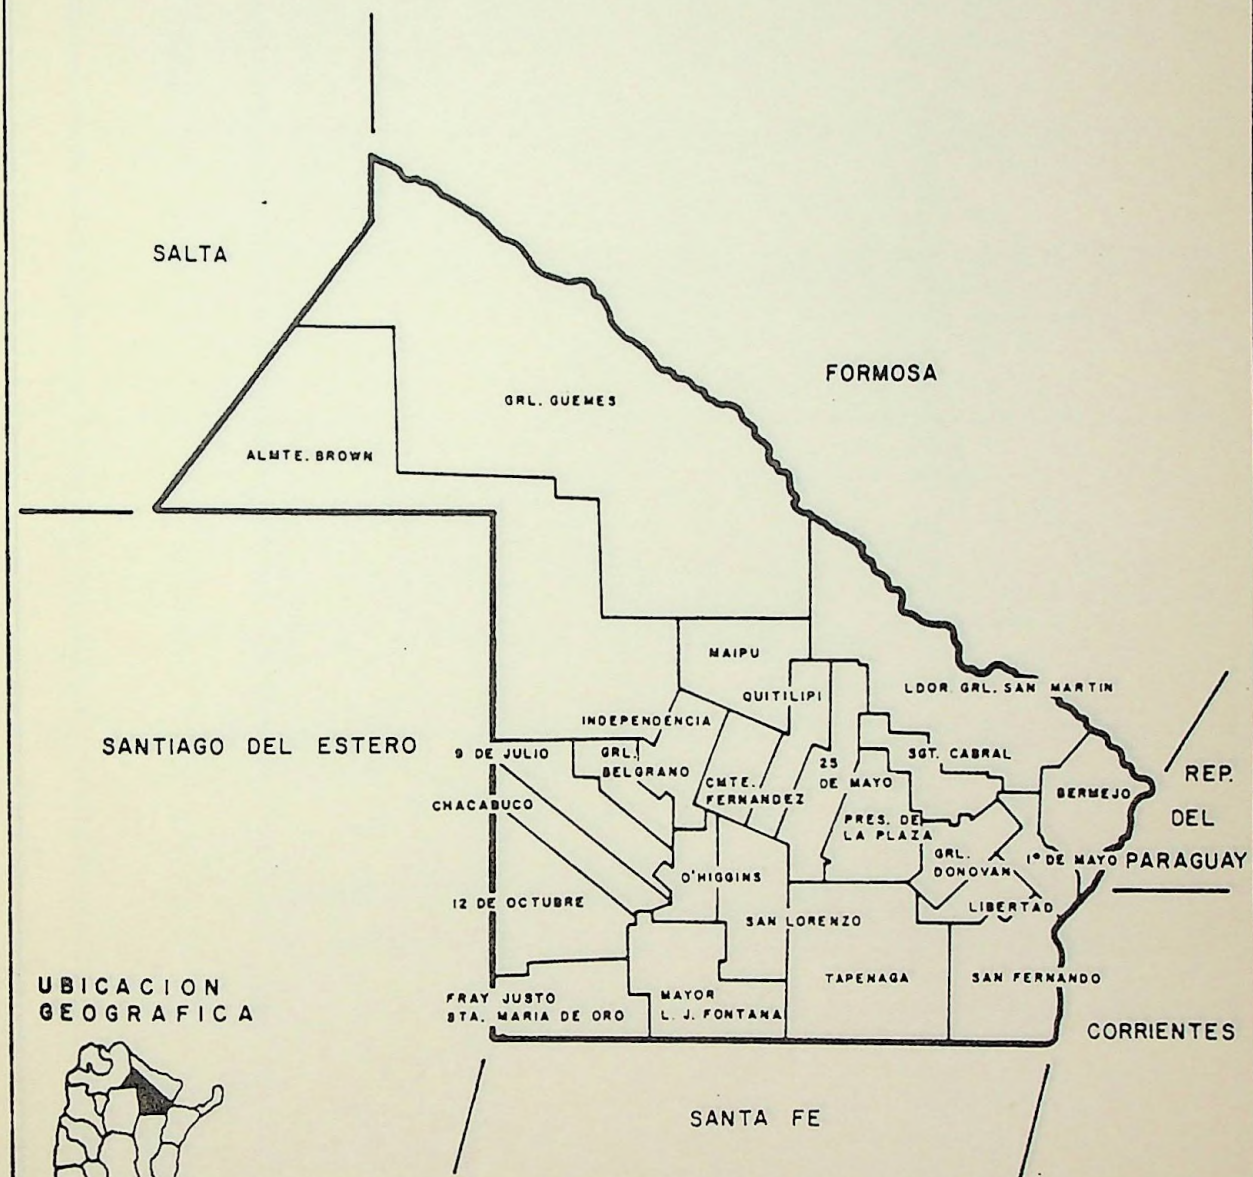 SALTA
FORMOSA
GRL. GUEMES
ALMTE. BROWN
MAIPU
QUITILIPI
LDOR. GRL. SAN MARTIN
INDEPENDENCIA
SANTIAGO DEL ESTERO
9 DE JULIO
GRL.
BELGRANO
25
DE MAYO
SGT. CABRAL
REP.
DEL
PARAGUAY
CHACABUCO
CMTE.
FERNANDEZ
BERMEJO
PRES. DE
LA PLAZA
GRL.
DONOVAN
1º DE MAYO
O'HIGGINS
12 DE OCTUBRE
LIBERTAD
SAN LORENZO
TAPENAGA
SAN FERNANDO
UBICACION
GEOGRAFICA
FRAY JUSTO
STA. MARIA DE ORO
MAYOR
L. J. FONTANA
CORRIENTES
SANTA FE